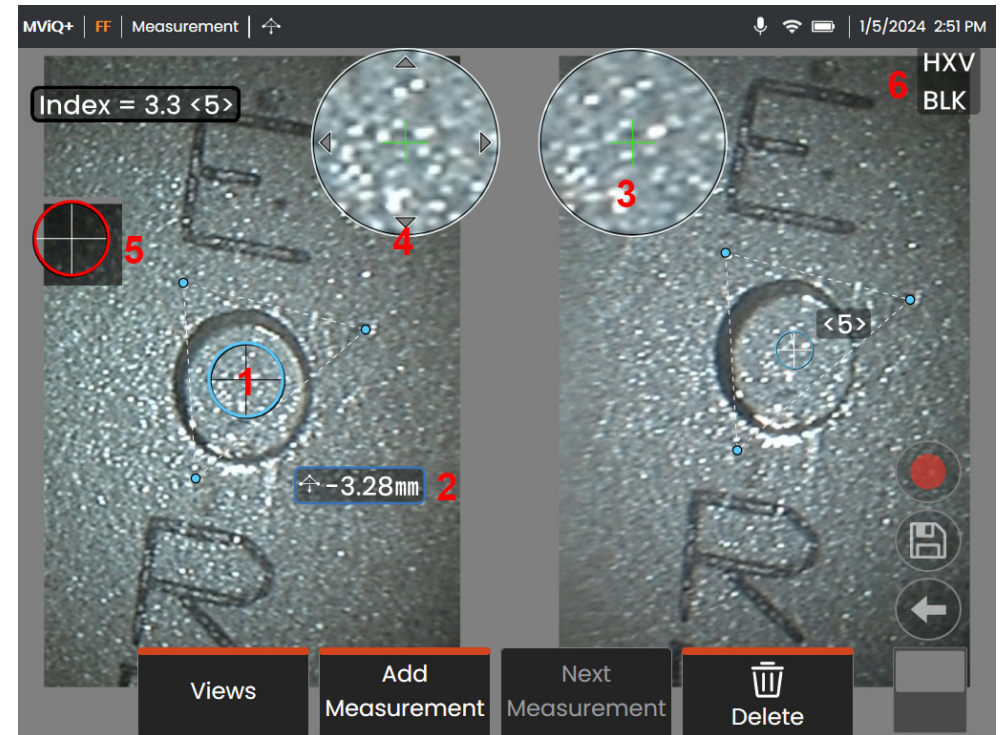 MViQ+ FF Measurement 1/5/2024 2:51 PM
HXV
BLK
6
Index = 3.3 <5>
3
4
5
E
E
<5>
1
O
O
-3.28mm 2
R
R
Views
Add
Measurement
Next
Measurement
Delete